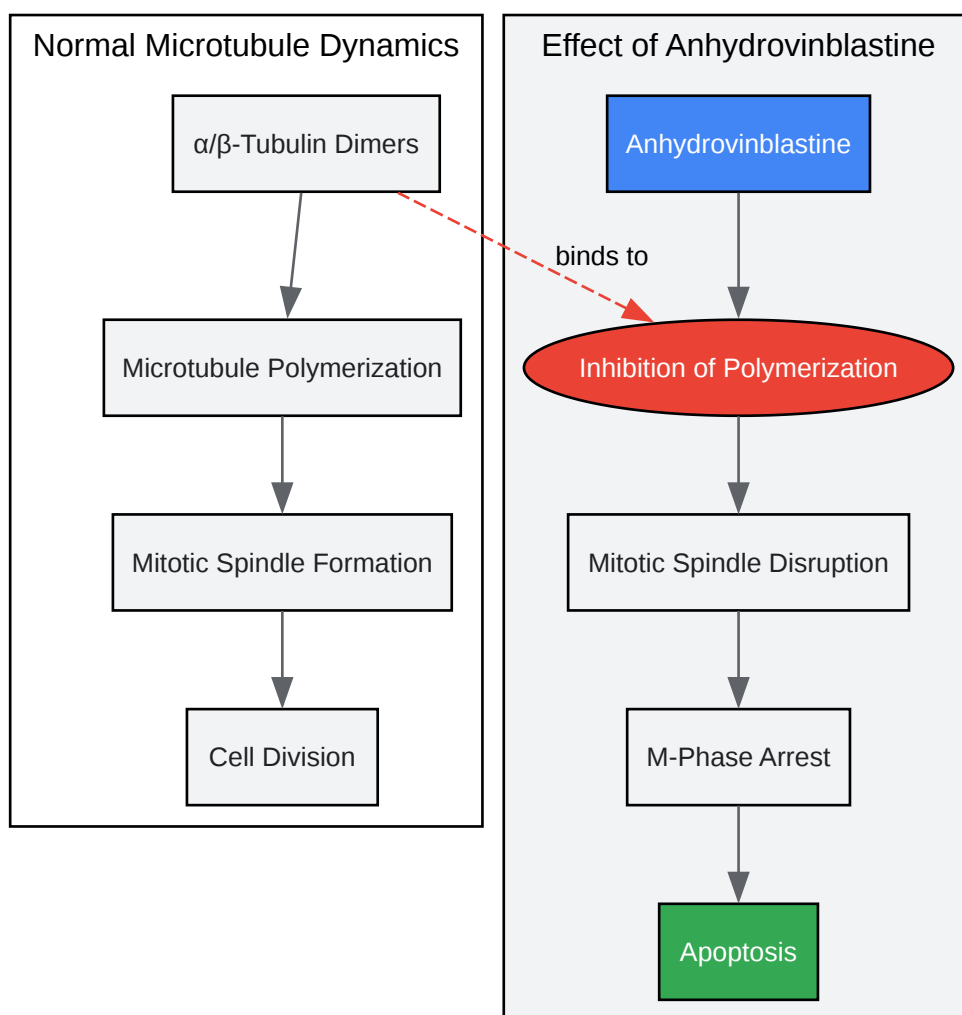 Normal Microtubule Dynamics
α/β-Tubulin Dimers
Microtubule Polymerization
Mitotic Spindle Formation
Cell Division
binds to
Effect of Anhydrovinblastine
Anhydrovinblastine
Inhibition of Polymerization
Mitotic Spindle Disruption
M-Phase Arrest
Apoptosis